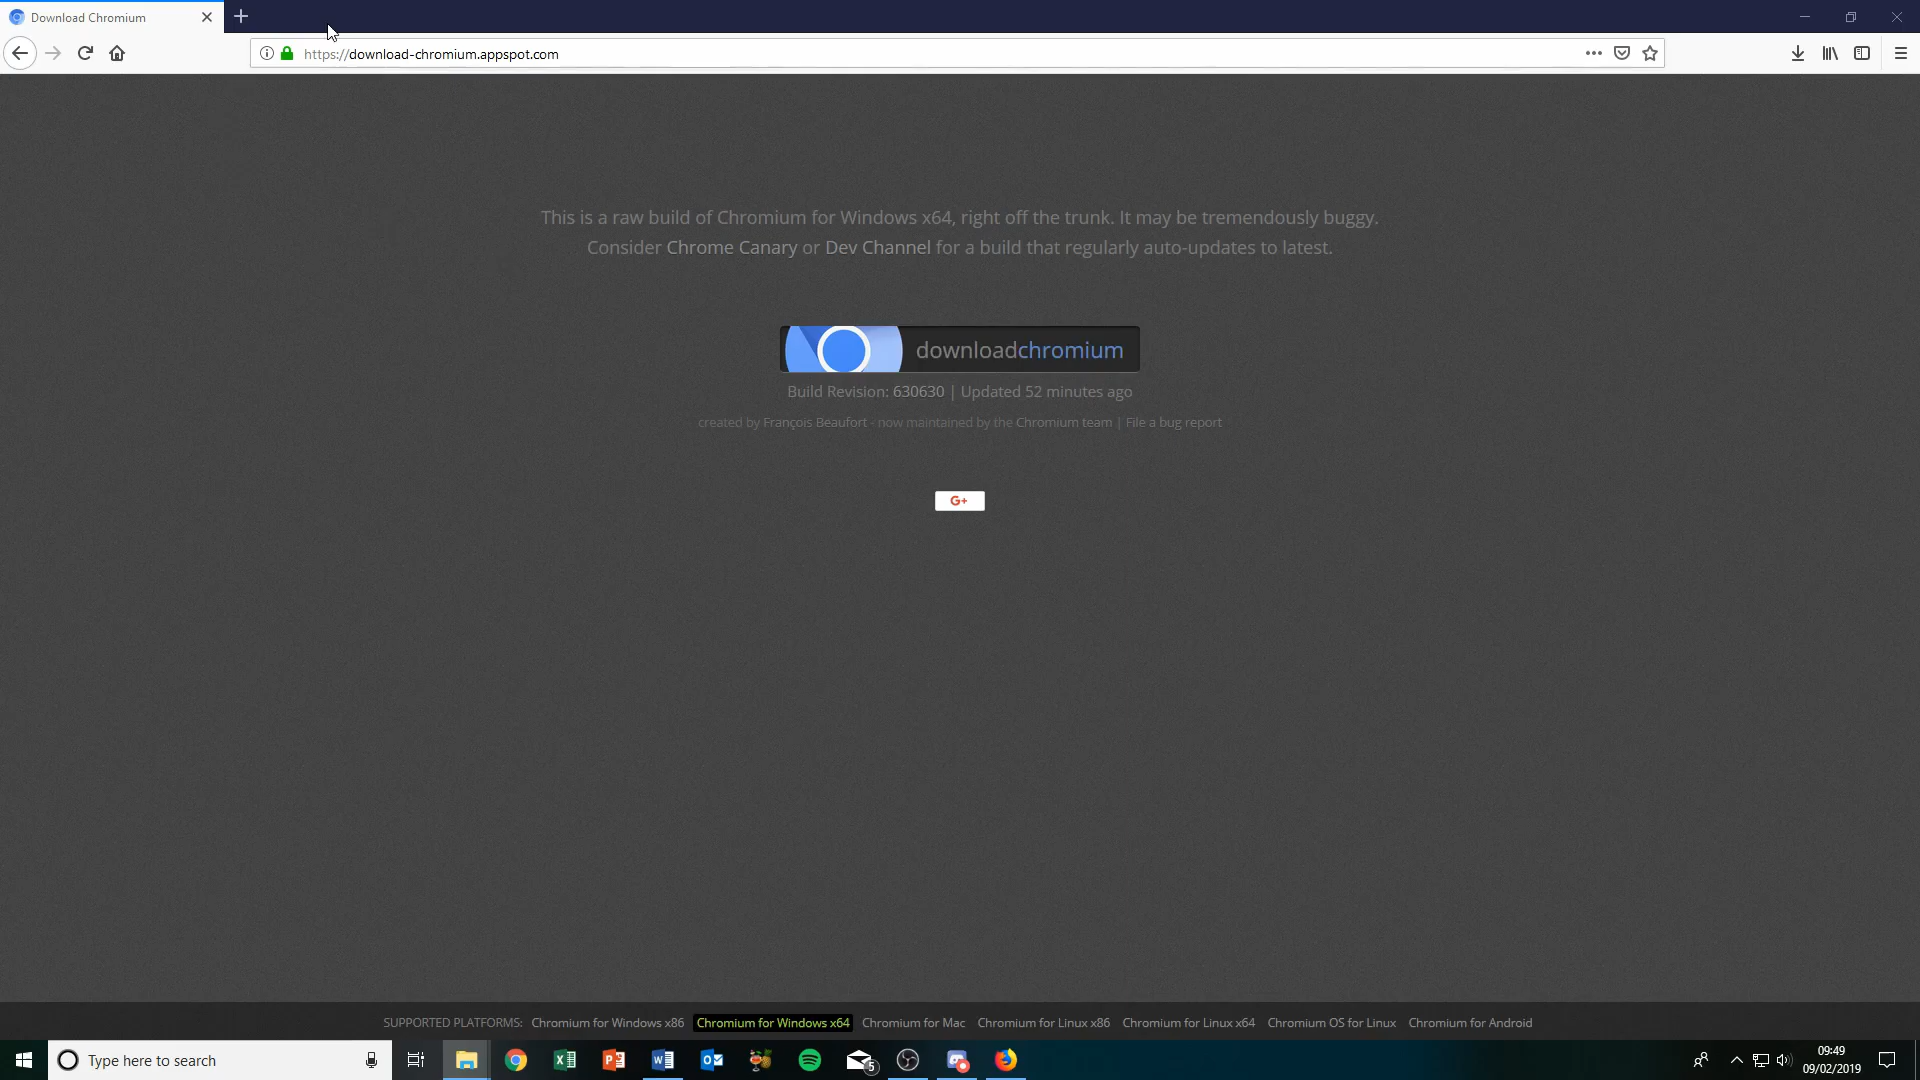 Download Chromium
https://download-chromium.appspot.com
This is a raw build of Chromium for Windows x64, right off the trunk. It may be tremendously buggy.
Consider Chrome Canary or Dev Channel for a build that regularly auto-updates to latest.
downloadchromium
Build Revision: 630630 | Updated 52 minutes ago
created by François Beaufort - now maintained by the Chromium team | File a bug report
G+
SUPPORTED PLATFORMS: Chromium for Windows x86 Chromium for Windows x64 Chromium for Mac Chromium for Linux x86 Chromium for Linux x64 Chromium OS for Linux Chromium for Android
Type here to search
5
09:49
09/02/2019